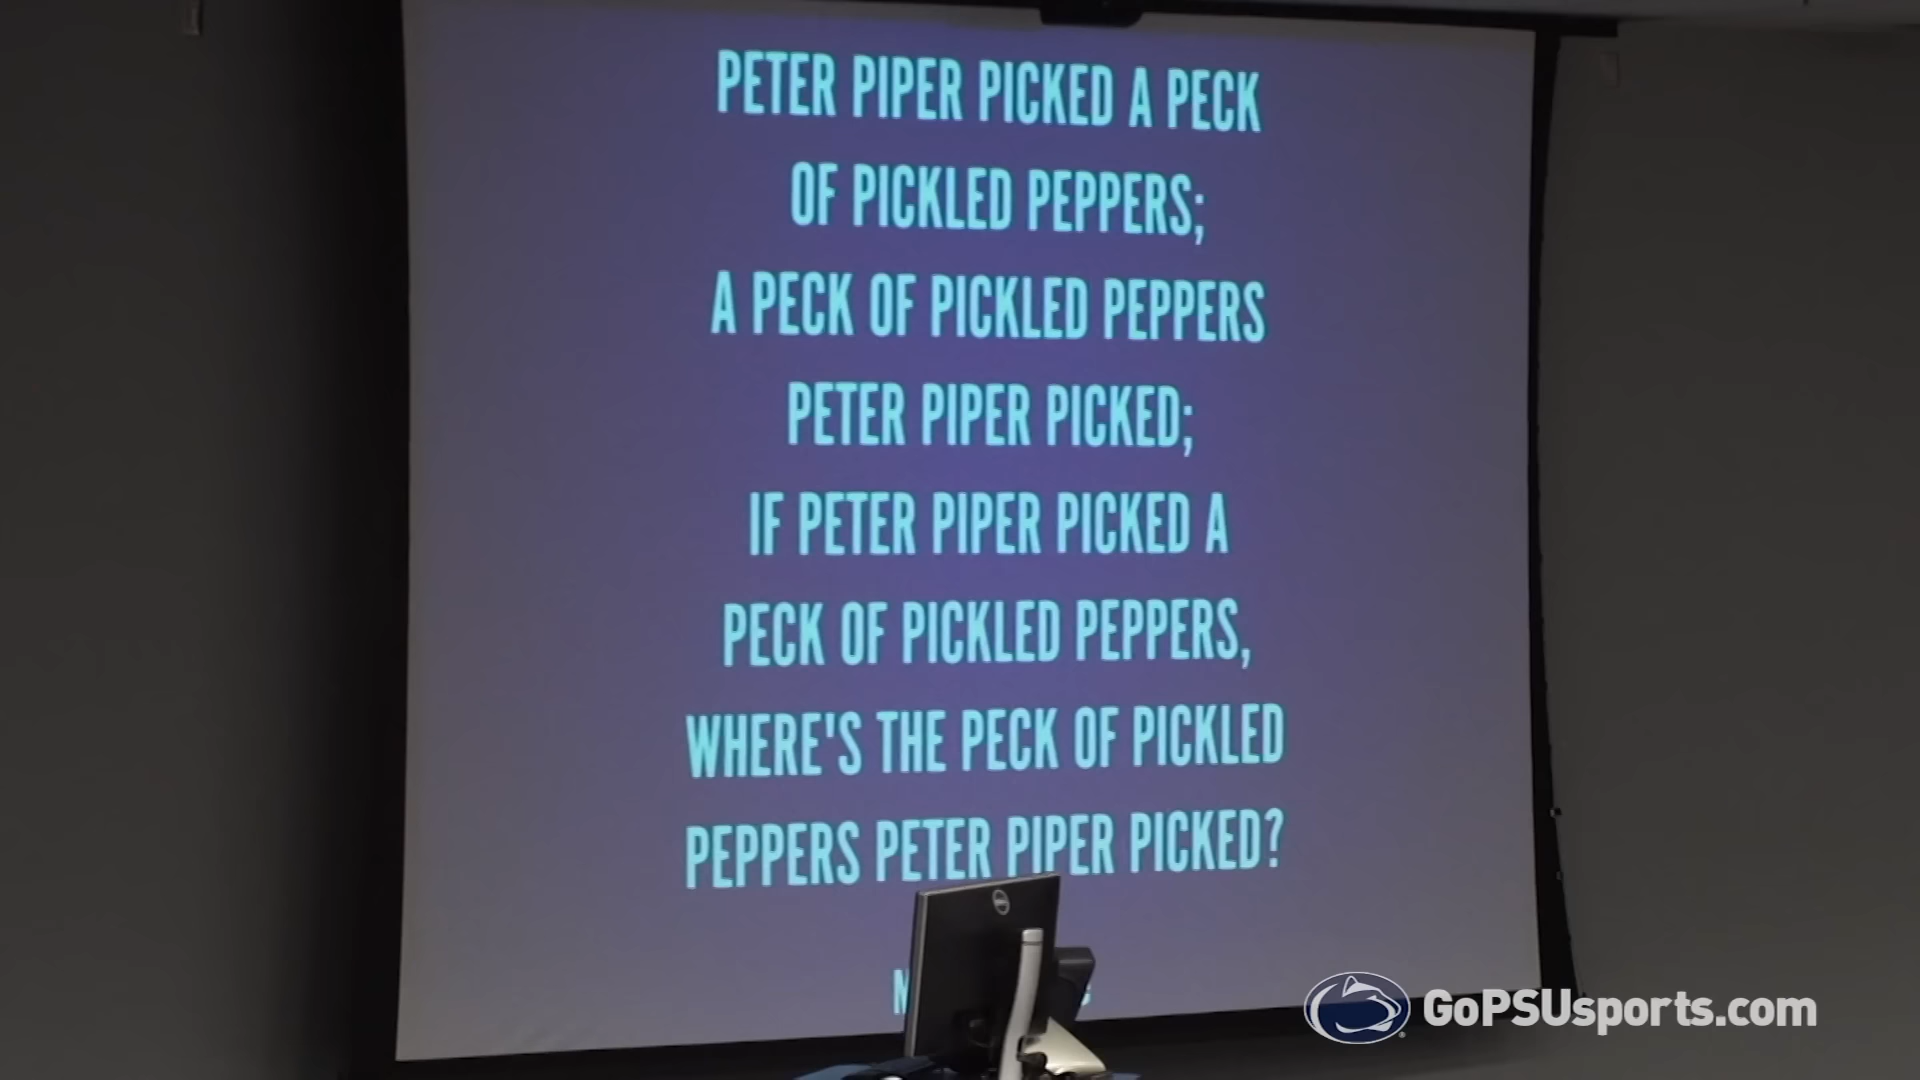 PETER PIPER PICKED A PECK
OF PICKLED PEPPERS;
A PECK OF PICKLED PEPPERS
PETER PIPER PICKED;
IF PETER PIPER PICKED A
PECK OF PICKLED PEPPERS,
WHERE'S THE PECK OF PICKLED
PEPPERS PETER PIPER PICKED?
GoPSUsports.com